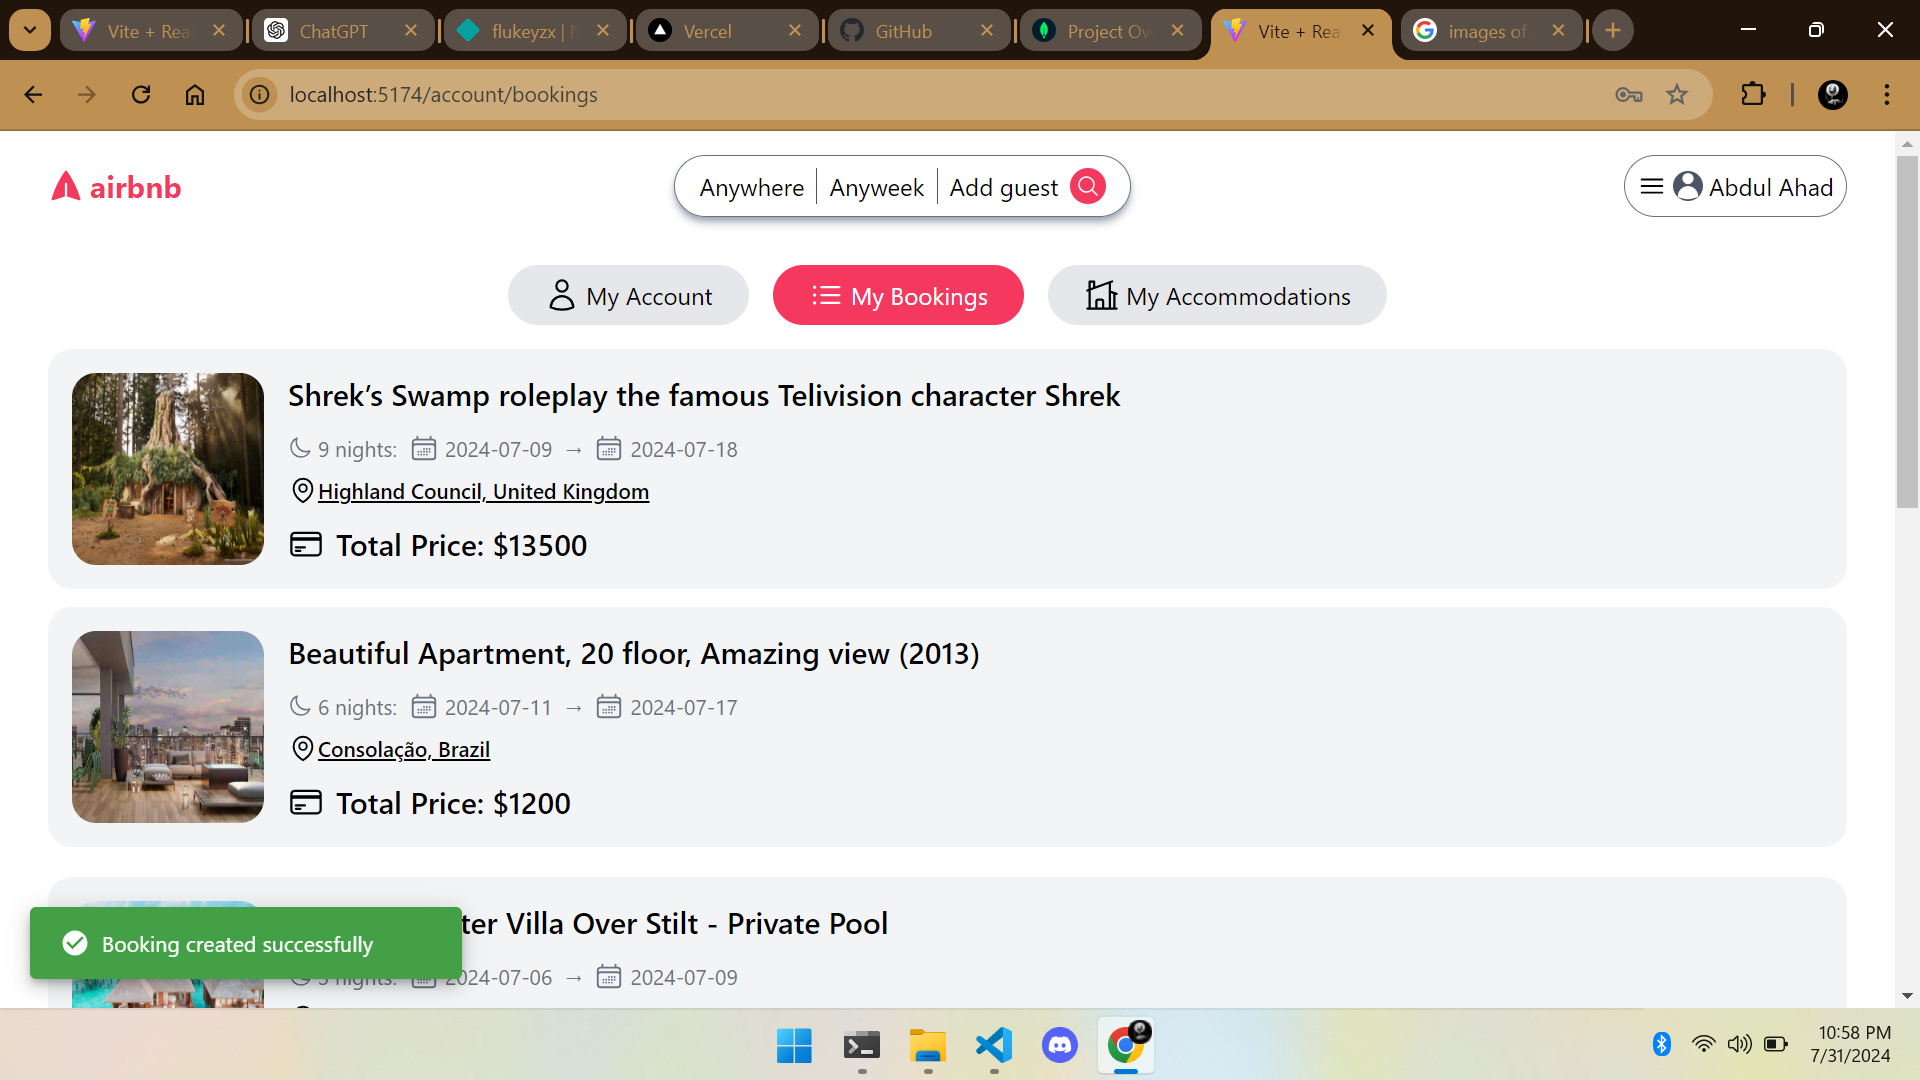 Vite + Rea
ChatGPT
flukeyzx |
Vercel
GitHub
Project Ov
Vite + Rea
images of
localhost:5174/account/bookings
airbnb
Anywhere
Anyweek
Add guest
Abdul Ahad
My Account
My Bookings
My Accommodations
Shrek’s Swamp roleplay the famous Telivision character Shrek
9 nights: 2024-07-09 → 2024-07-18
Highland Council, United Kingdom
Total Price: $13500
Beautiful Apartment, 20 floor, Amazing view (2013)
6 nights: 2024-07-11 → 2024-07-17
Consolação, Brazil
Total Price: $1200
ter Villa Over Stilt - Private Pool
Booking created successfully
nights: 2024-07-06 → 2024-07-09
10:58 PM
7/31/2024